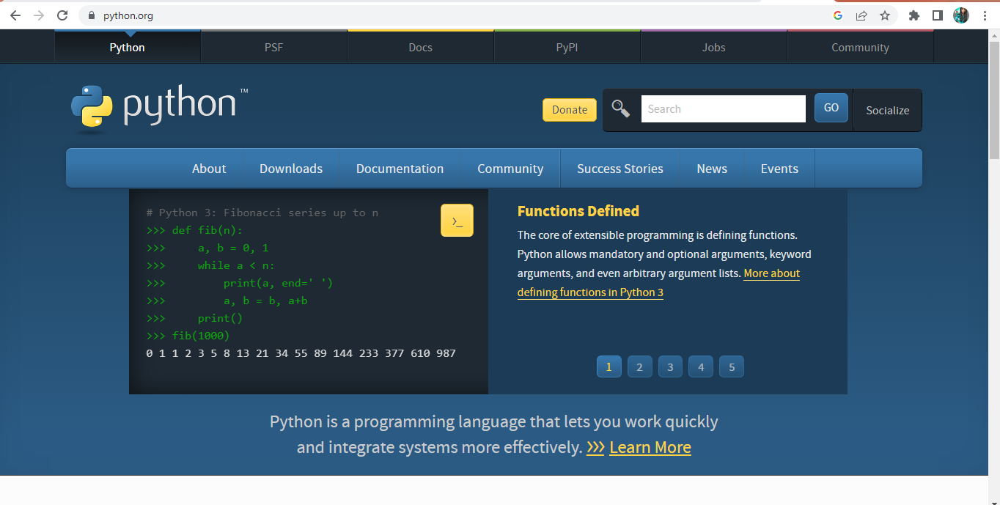 python.org
Python PSF Docs PyPI Jobs Community
python™
Donate Search GO Socialize
About Downloads Documentation Community Success Stories News Events
# Python 3: Fibonacci series up to n
>>> def fib(n):
>>>     a, b = 0, 1
>>>     while a < n:
>>>         print(a, end=' ')
>>>         a, b = b, a+b
>>>     print()
>>> fib(1000)
0 1 1 2 3 5 8 13 21 34 55 89 144 233 377 610 987
>_
Functions Defined
The core of extensible programming is defining functions.
Python allows mandatory and optional arguments, keyword
arguments, and even arbitrary argument lists. More about
defining functions in Python 3
1 2 3 4 5
Python is a programming language that lets you work quickly
and integrate systems more effectively. >>> Learn More